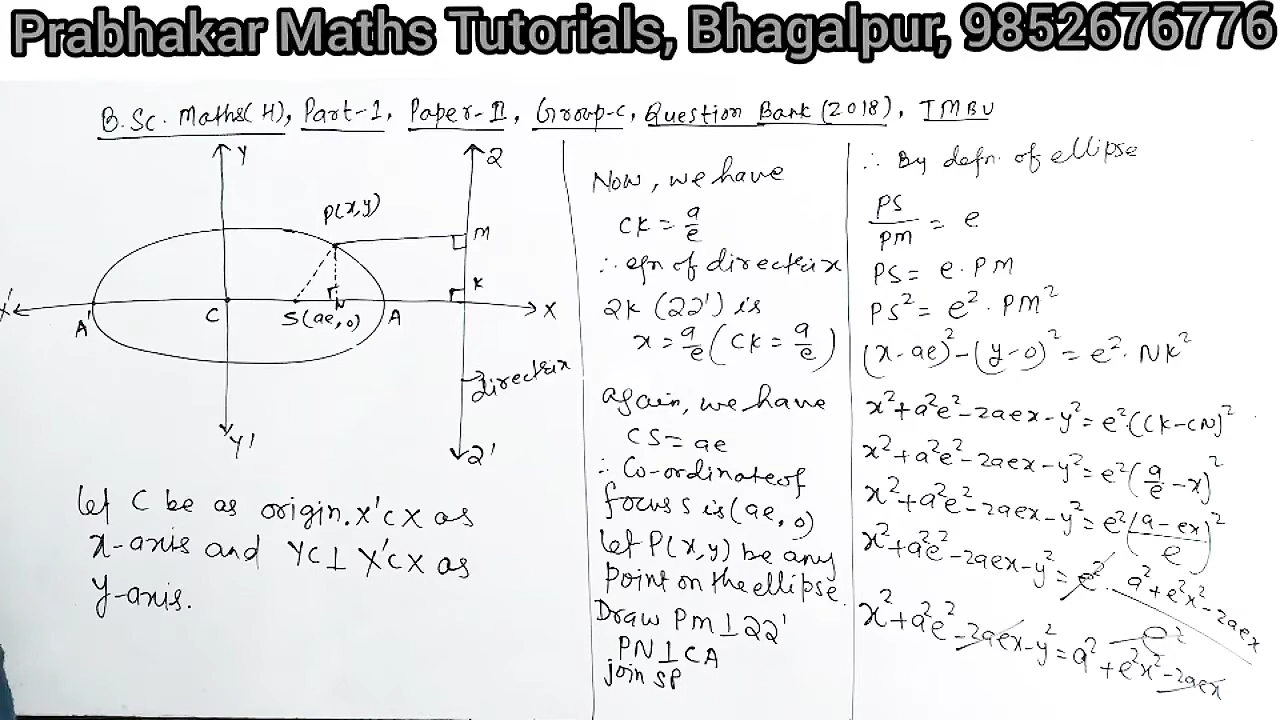 Prabhakar Maths Tutorials, Bhagalpur, 9852676776
B.Sc. Maths(H), Part-1, Paper-II, Group-C, Question Bank (2018), TMBU
Y
Z
P(x,y)
M
K
X'
A'
C
S(ae,0)
N
A
X
directrix
Y'
Z'
let C be as origin. X'CX as
x-axis and YC⊥X'CX as
y-axis.
Now, we have
CK = a/e
∴ eqn of directrix
ZK (ZZ') is
x = a/e (CK = a/e)
again, we have
CS = ae
∴ Co-ordinate of
focus S is (ae, 0)
let P(x,y) be any
point on the ellipse.
Draw PM⊥ZZ'
PN⊥CA
join SP
∴ By defn. of ellipse
PS/PM = e
PS = e·PM
PS² = e²·PM²
(x-ae)²-(y-0)² = e²·NK²
x²+a²e²-2aex-y² = e²·(CK-CN)²
x²+a²e²-2aex-y² = e²(a/e - x)²
x²+a²e²-2aex-y² = e²((a-ex)/e)²
x²+a²e²-2aex-y² = e²· (a²+e²x²-2aex)/e²
x²+a²e²-2aex-y² = a²+e²x²-2aex